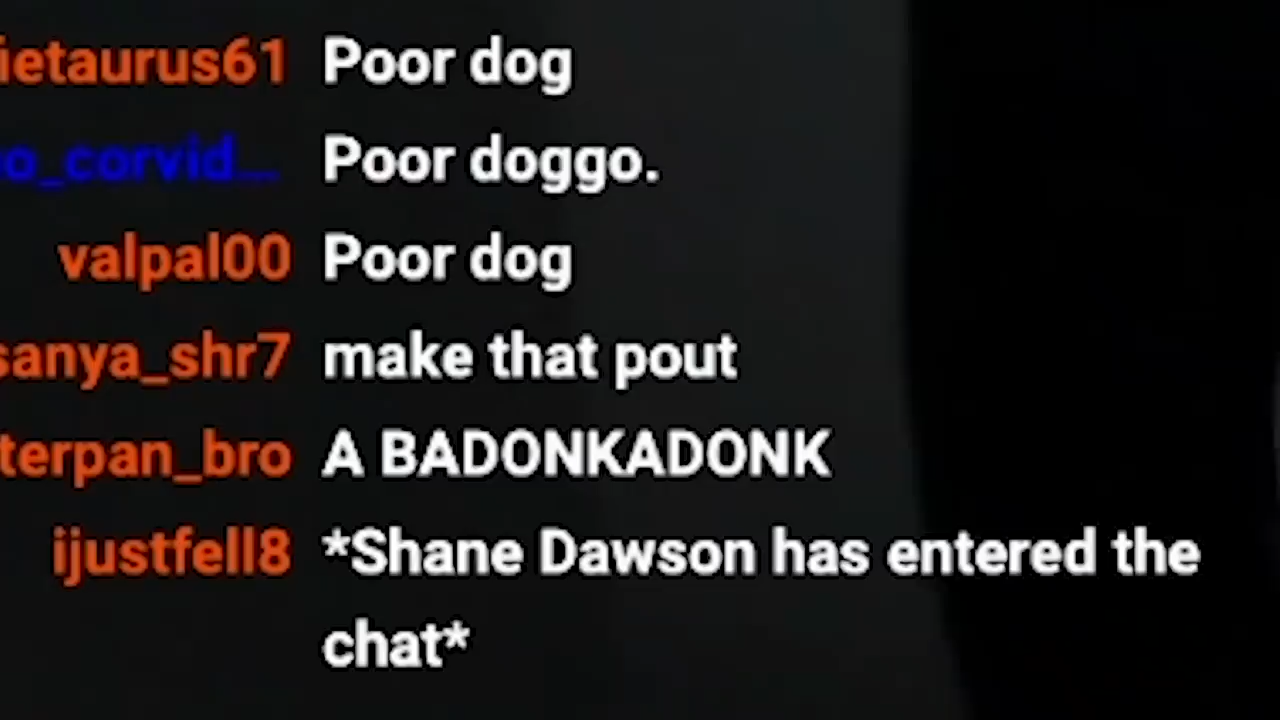 ietaurus61 Poor dog
o_corvid... Poor doggo.
valpal00 Poor dog
sanya_shr7 make that pout
terpan_bro A BADONKADONK
ijustfell8 *Shane Dawson has entered the
chat*